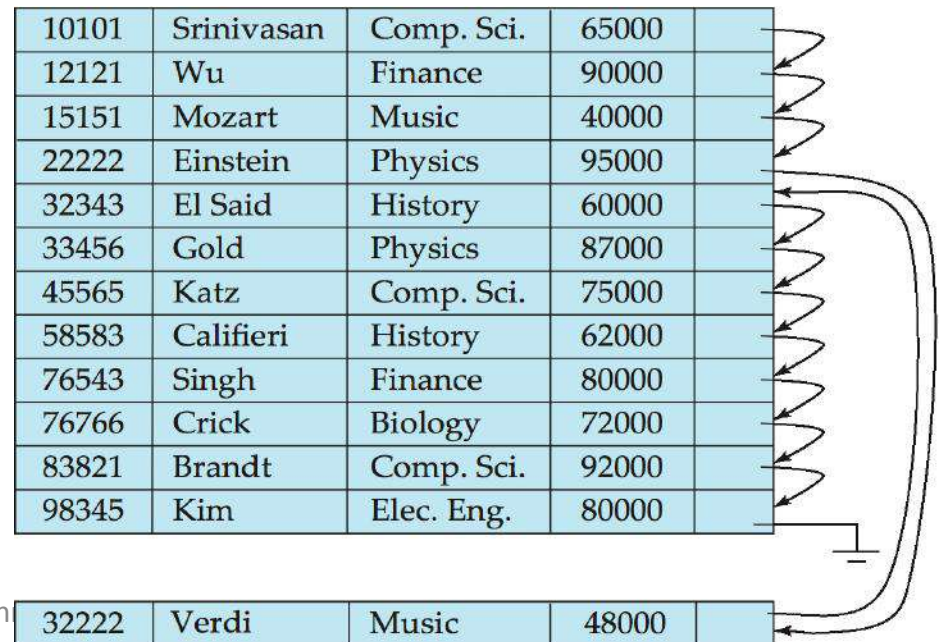 10101 Srinivasan Comp. Sci. 65000
12121 Wu Finance 90000
15151 Mozart Music 40000
22222 Einstein Physics 95000
32343 El Said History 60000
33456 Gold Physics 87000
45565 Katz Comp. Sci. 75000
58583 Califieri History 62000
76543 Singh Finance 80000
76766 Crick Biology 72000
83821 Brandt Comp. Sci. 92000
98345 Kim Elec. Eng. 80000
32222 Verdi Music 48000